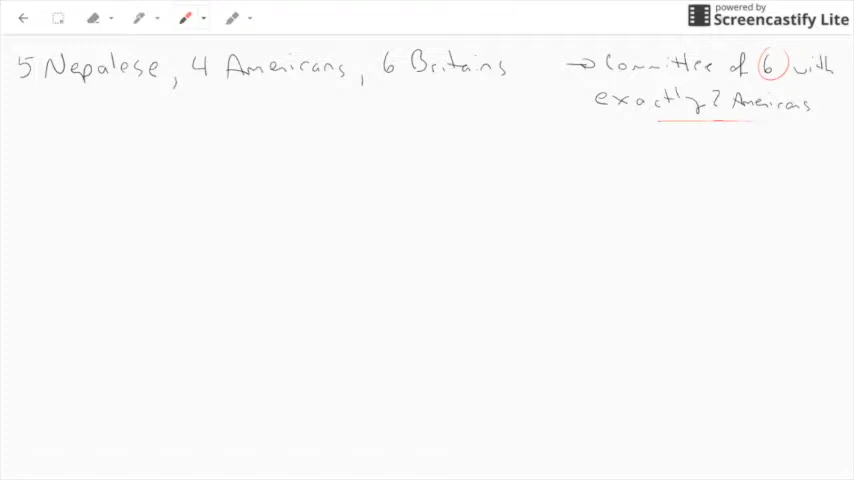 powered by
Screencastify Lite
5 Nepalese, 4 Americans, 6 Britains → Committee of 6 with
exactly 2 Americans